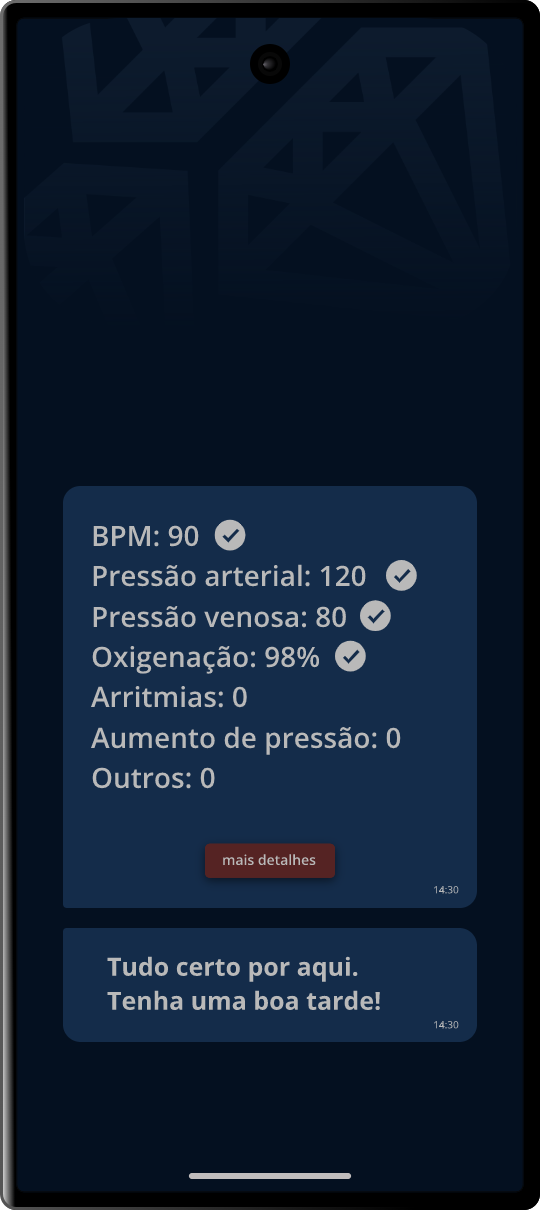 BPM: 90
Pressão arterial: 120
Pressão venosa: 80
Oxigenação: 98%
Arritmias: 0
Aumento de pressão: 0
Outros: 0
mais detalhes
14:30
Tudo certo por aqui.
Tenha uma boa tarde!
14:30